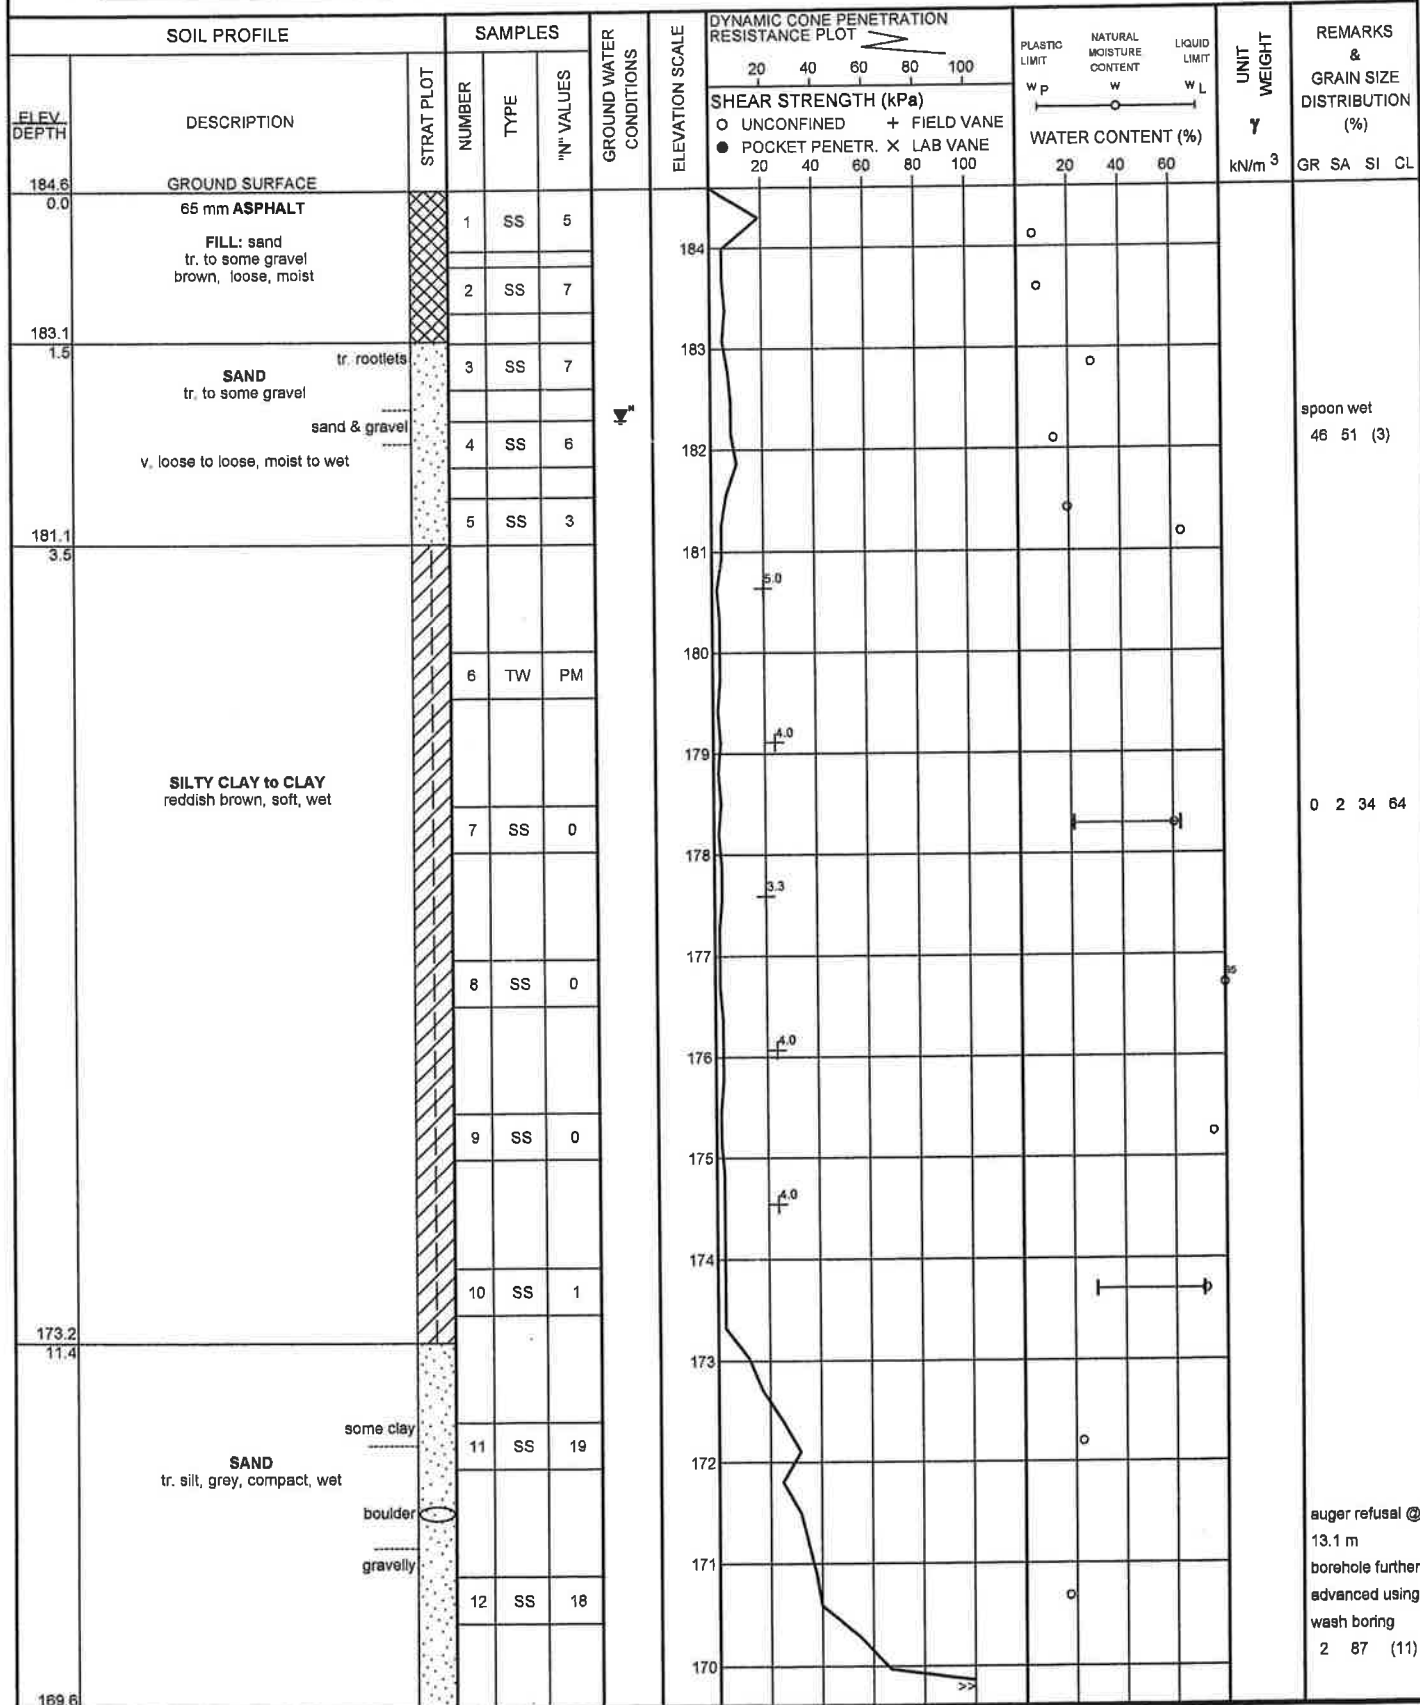 SOIL PROFILE
SAMPLES
GROUND WATER CONDITIONS
ELEVATION SCALE
DYNAMIC CONE PENETRATION
RESISTANCE PLOT
20 40 60 80 100
SHEAR STRENGTH (kPa)
O UNCONFINED + FIELD VANE
● POCKET PENETR. × LAB VANE
20 40 60 80 100
PLASTIC LIMIT
NATURAL MOISTURE CONTENT
LIQUID LIMIT
WP W WL
WATER CONTENT (%)
20 40 60
UNIT WEIGHT
γ
kN/m 3
REMARKS
&
GRAIN SIZE
DISTRIBUTION
(%)
GR SA SI CL
ELEV
DEPTH
DESCRIPTION
STRAT PLOT
NUMBER
TYPE
"N" VALUES
184.6
GROUND SURFACE
0.0
65 mm ASPHALT
1 SS 5
FILL: sand
tr. to some gravel
brown, loose, moist
184
2 SS 7
183.1
1.5
183
tr. rootlets
3 SS 7
SAND
tr. to some gravel
spoon wet
sand & gravel
4 SS 6
46 51 (3)
182
v. loose to loose, moist to wet
5 SS 3
181.1
3.5
181
5.0
180
6 TW PM
4.0
179
SILTY CLAY to CLAY
reddish brown, soft, wet
0 2 34 64
7 SS 0
178
3.3
177
8 SS 0
4.0
176
9 SS 0
175
4.0
174
10 SS 1
173.2
11.4
173
some clay
11 SS 19
SAND
tr. silt, grey, compact, wet
172
boulder
auger refusal @
13.1 m
gravelly
171
borehole further
advanced using
12 SS 18
wash boring
2 87 (11)
170
>>
169.6